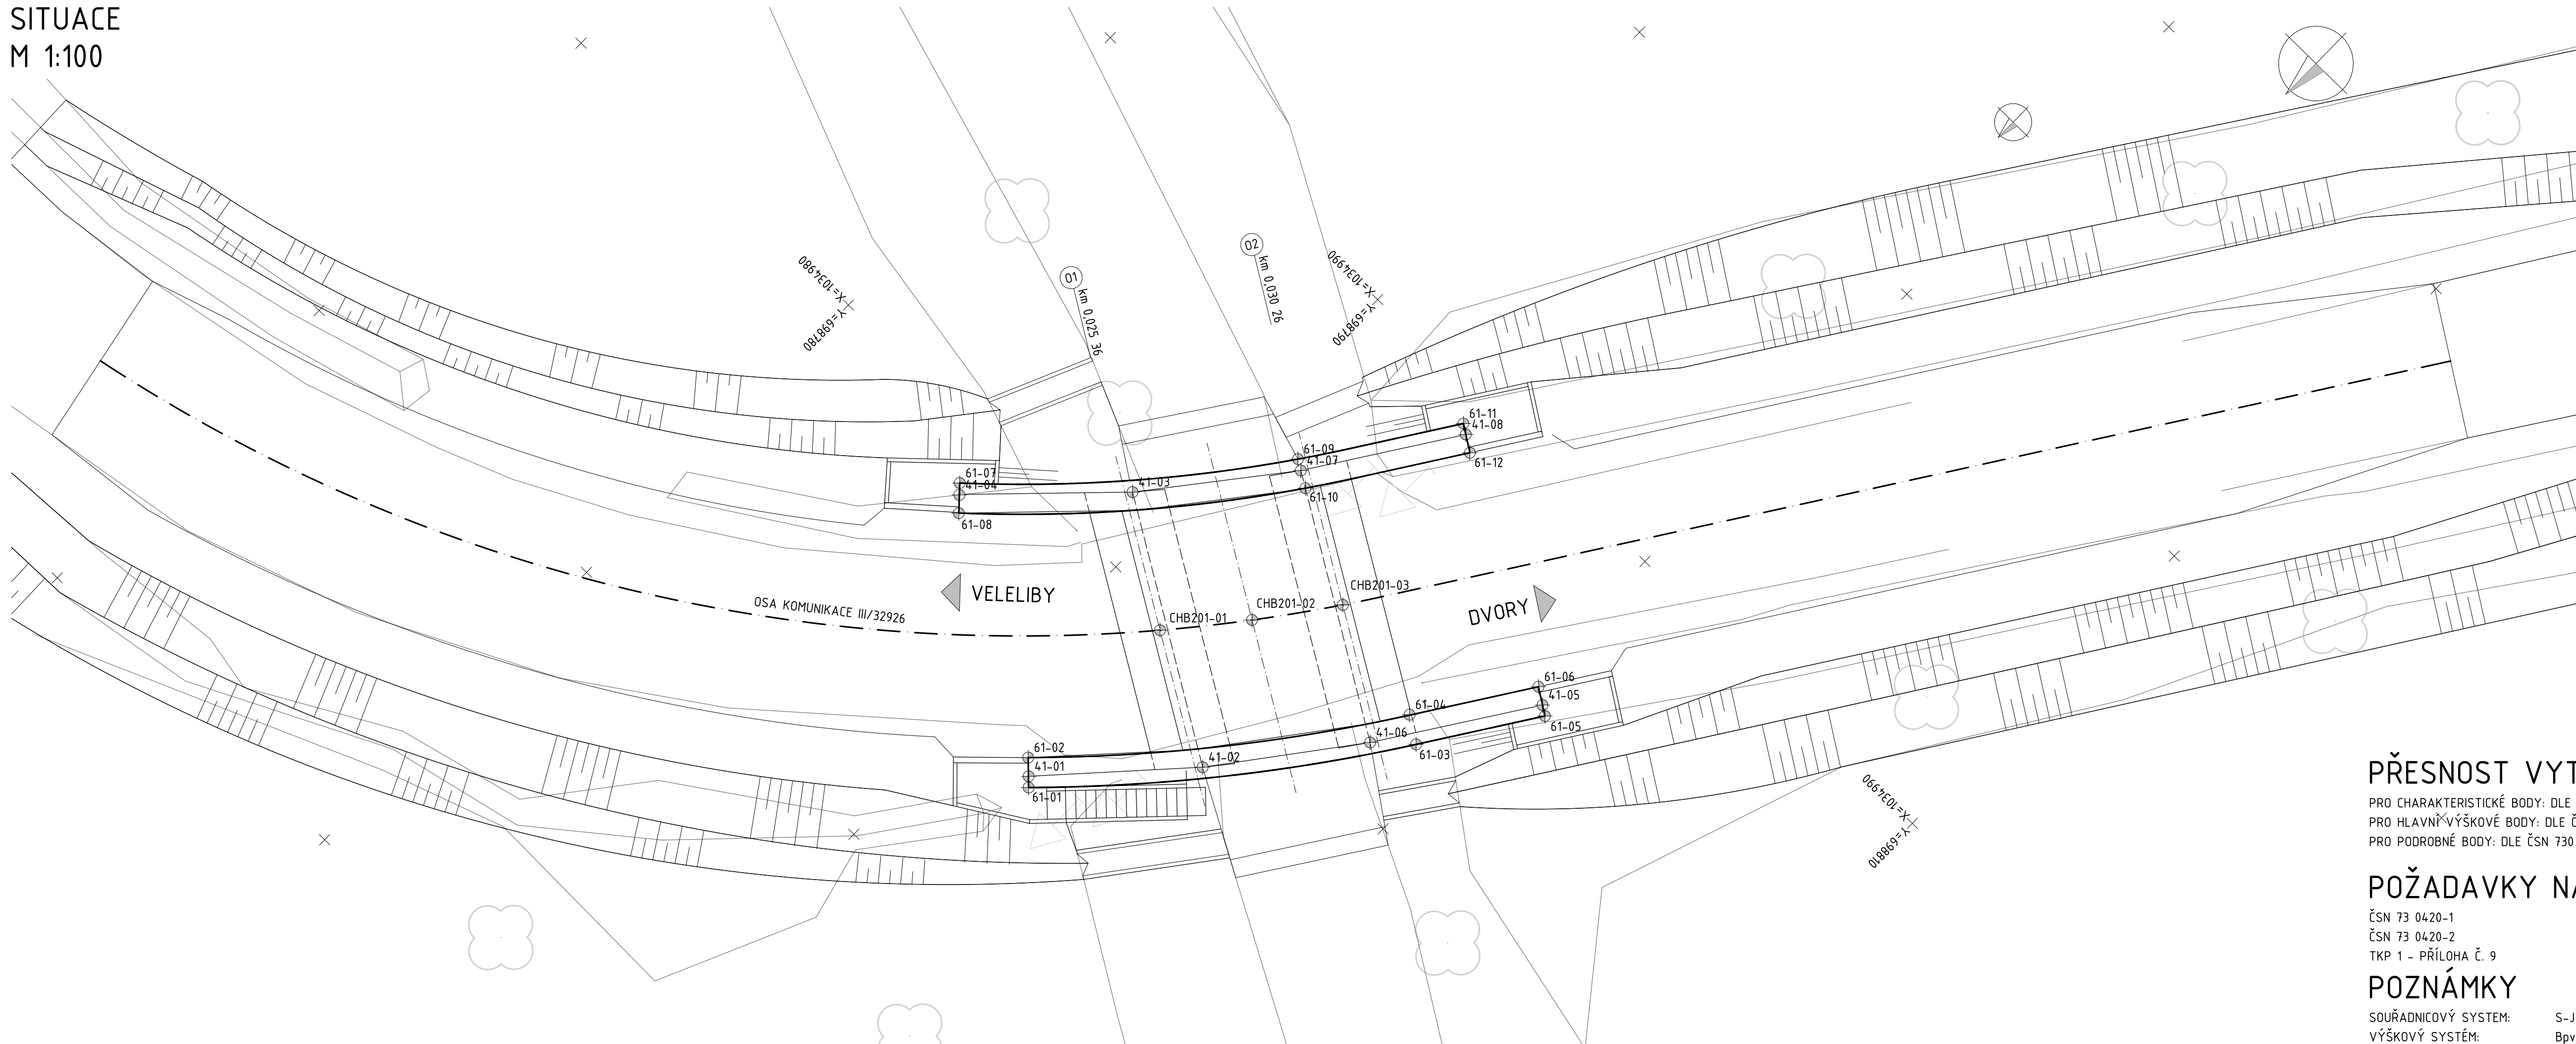 SITUACE
M 1:100
X=1034980
Y=698780
O1
km 0,025 36
O2
km 0,030 26
X=1034990
Y=698790
61-11
41-08
61-12
61-09
41-07
61-10
61-07
41-04
61-08
41-03
VELELIBY
OSA KOMUNIKACE III/32926
CHB201-01
CHB201-02
CHB201-03
DVORY
61-06
41-05
61-05
61-04
41-06
61-03
61-02
41-01
61-01
41-02
X=1034990
Y=698810
PŘESNOST VYT
PRO CHARAKTERISTICKÉ BODY: DLE
PRO HLAVNÍ VÝŠKOVÉ BODY: DLE Č
PRO PODROBNÉ BODY: DLE ČSN 730
POŽADAVKY NA
ČSN 73 0420-1
ČSN 73 0420-2
TKP 1 - PŘÍLOHA Č. 9
POZNÁMKY
SOUŘADNICOVÝ SYSTEM: S-J
VÝŠKOVÝ SYSTÉM: Bpv